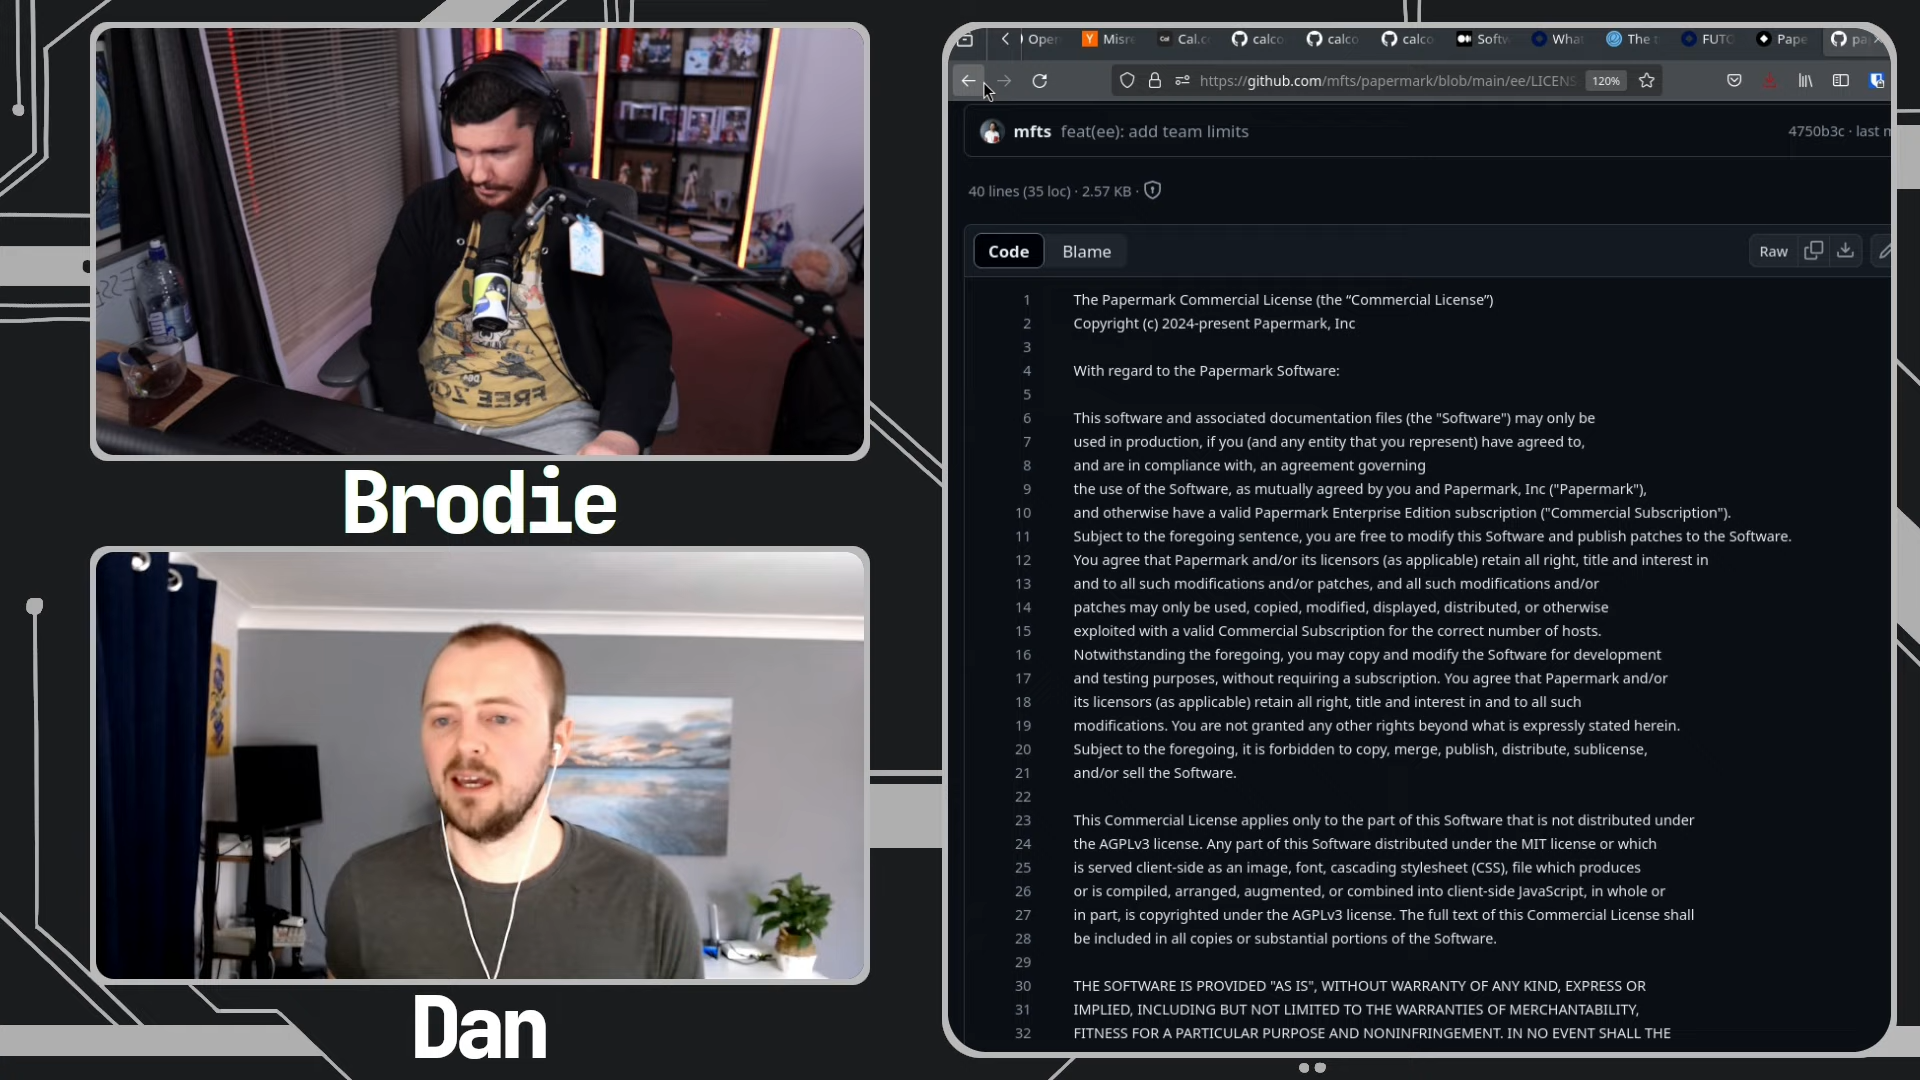 Brodie
Dan
Open
Misre
Cal.c
calco
calco
calco
Softw
What
The t
FUTO
Pape
pa
https://github.com/mfts/papermark/blob/main/ee/LICENS
120%
mfts feat(ee): add team limits
4750b3c · last m
40 lines (35 loc) · 2.57 KB ·
Code
Blame
Raw
1 The Papermark Commercial License (the “Commercial License”)
2 Copyright (c) 2024-present Papermark, Inc
3
4 With regard to the Papermark Software:
5
6 This software and associated documentation files (the "Software") may only be
7 used in production, if you (and any entity that you represent) have agreed to,
8 and are in compliance with, an agreement governing
9 the use of the Software, as mutually agreed by you and Papermark, Inc ("Papermark"),
10 and otherwise have a valid Papermark Enterprise Edition subscription ("Commercial Subscription").
11 Subject to the foregoing sentence, you are free to modify this Software and publish patches to the Software.
12 You agree that Papermark and/or its licensors (as applicable) retain all right, title and interest in
13 and to all such modifications and/or patches, and all such modifications and/or
14 patches may only be used, copied, modified, displayed, distributed, or otherwise
15 exploited with a valid Commercial Subscription for the correct number of hosts.
16 Notwithstanding the foregoing, you may copy and modify the Software for development
17 and testing purposes, without requiring a subscription. You agree that Papermark and/or
18 its licensors (as applicable) retain all right, title and interest in and to all such
19 modifications. You are not granted any other rights beyond what is expressly stated herein.
20 Subject to the foregoing, it is forbidden to copy, merge, publish, distribute, sublicense,
21 and/or sell the Software.
22
23 This Commercial License applies only to the part of this Software that is not distributed under
24 the AGPLv3 license. Any part of this Software distributed under the MIT license or which
25 is served client-side as an image, font, cascading stylesheet (CSS), file which produces
26 or is compiled, arranged, augmented, or combined into client-side JavaScript, in whole or
27 in part, is copyrighted under the AGPLv3 license. The full text of this Commercial License shall
28 be included in all copies or substantial portions of the Software.
29
30 THE SOFTWARE IS PROVIDED "AS IS", WITHOUT WARRANTY OF ANY KIND, EXPRESS OR
31 IMPLIED, INCLUDING BUT NOT LIMITED TO THE WARRANTIES OF MERCHANTABILITY,
32 FITNESS FOR A PARTICULAR PURPOSE AND NONINFRINGEMENT. IN NO EVENT SHALL THE